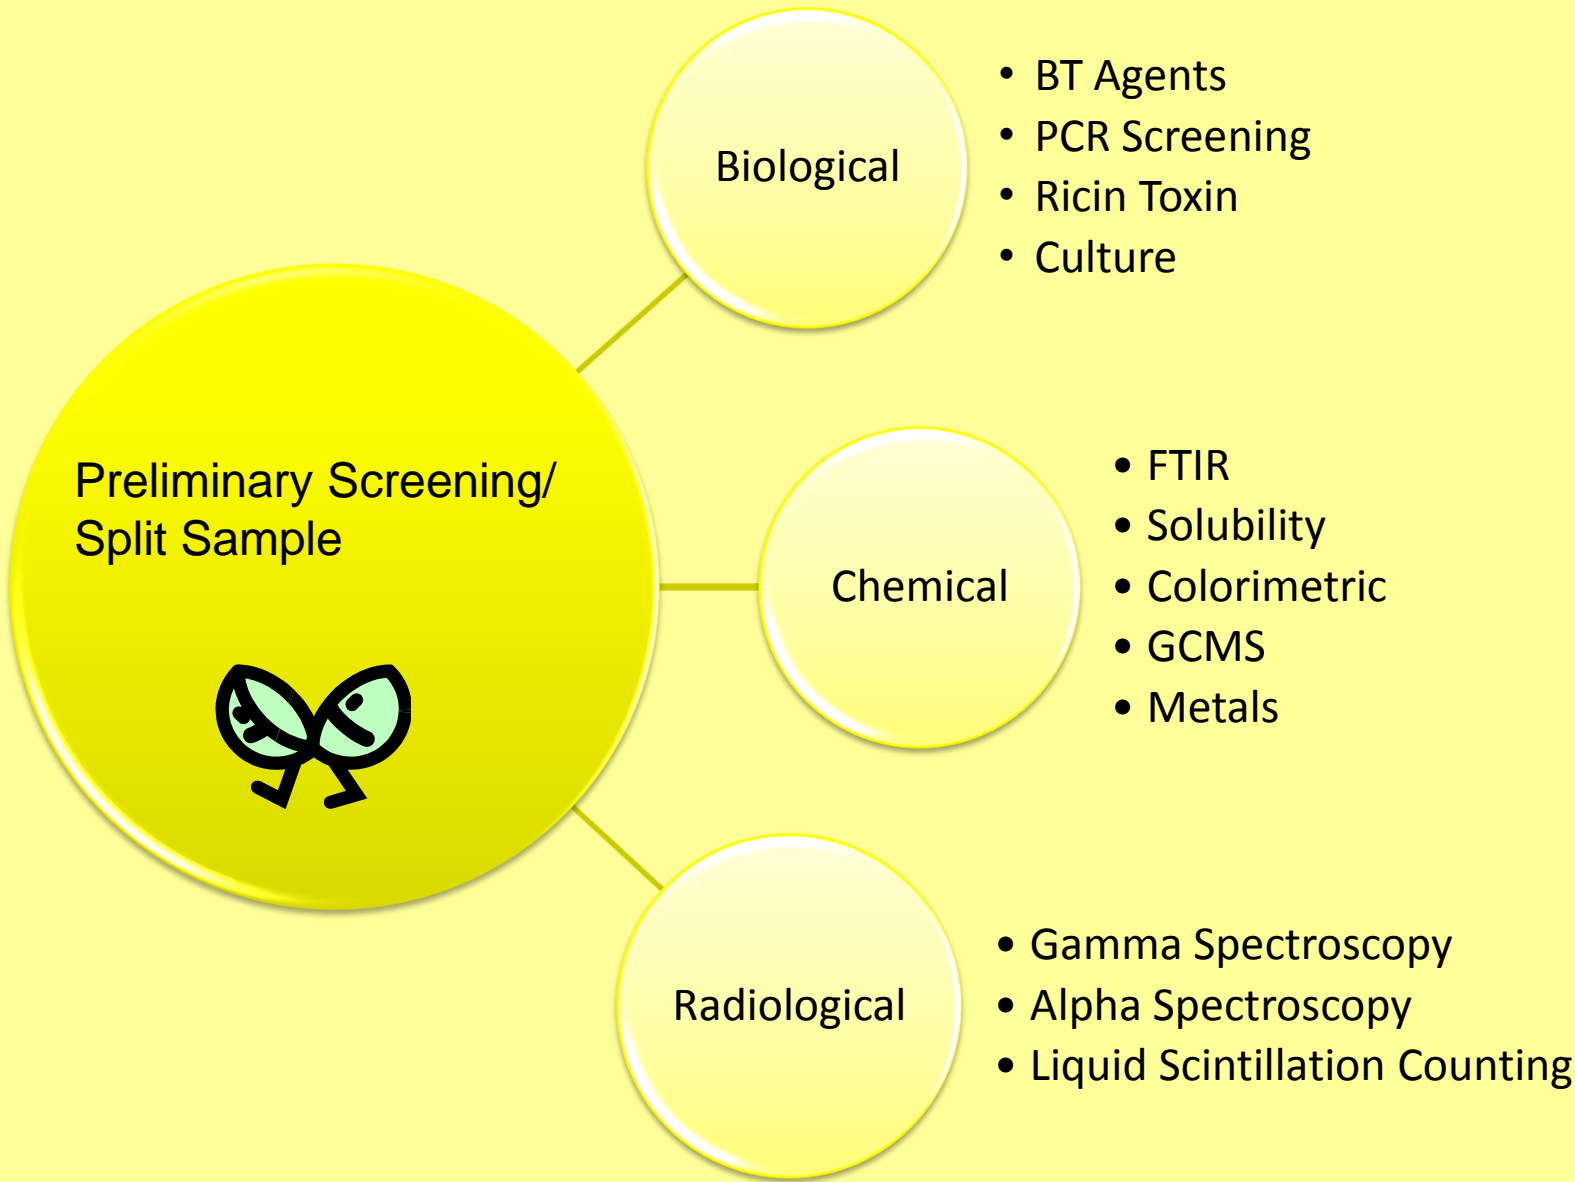 Preliminary Screening/
Split Sample
Biological
• BT Agents
• PCR Screening
• Ricin Toxin
• Culture
Chemical
• FTIR
• Solubility
• Colorimetric
• GCMS
• Metals
Radiological
• Gamma Spectroscopy
• Alpha Spectroscopy
• Liquid Scintillation Counting